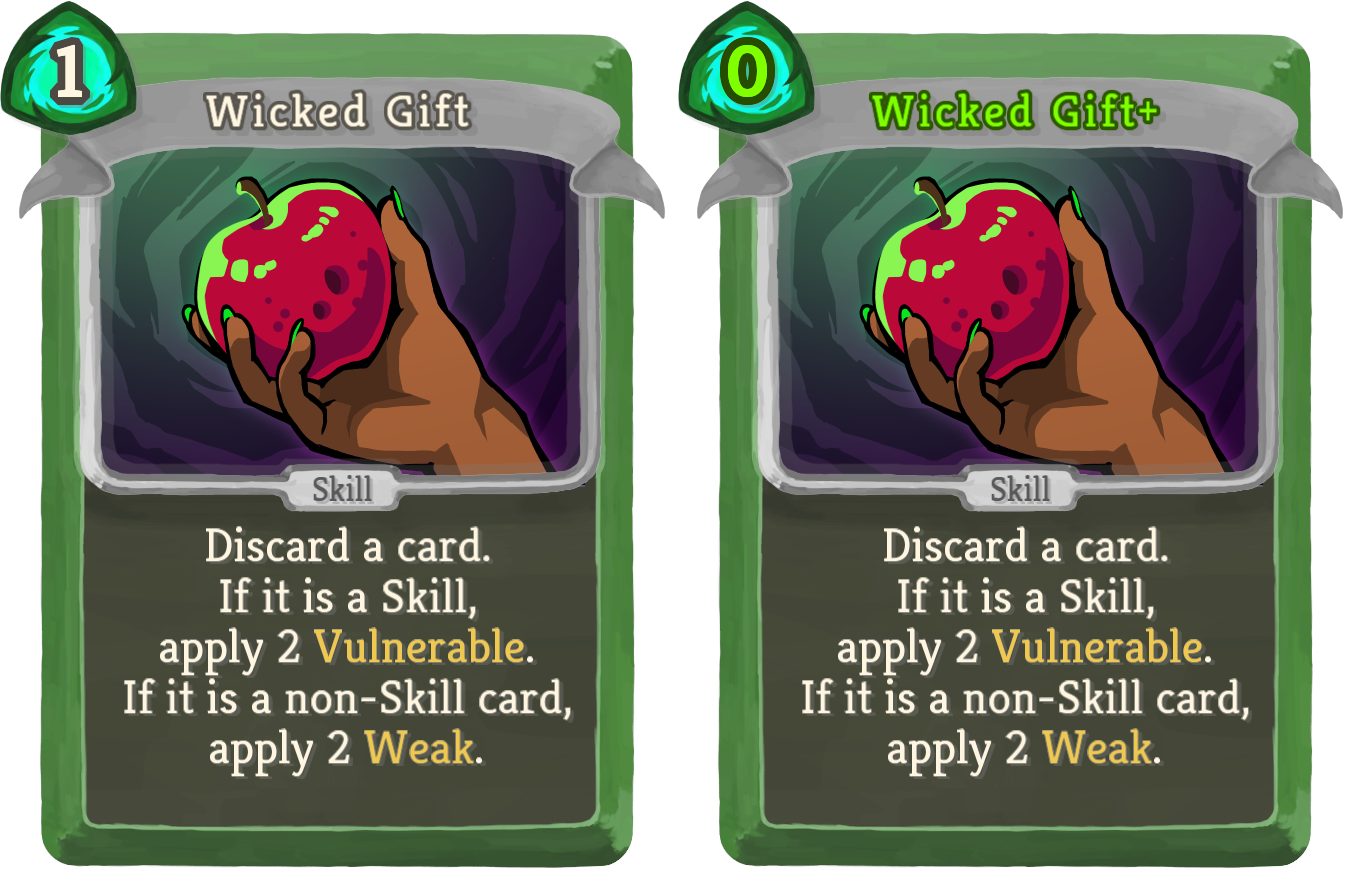 1
Wicked Gift
Skill
Discard a card.
If it is a Skill,
apply 2 Vulnerable.
If it is a non-Skill card,
apply 2 Weak.
0
Wicked Gift+
Skill
Discard a card.
If it is a Skill,
apply 2 Vulnerable.
If it is a non-Skill card,
apply 2 Weak.